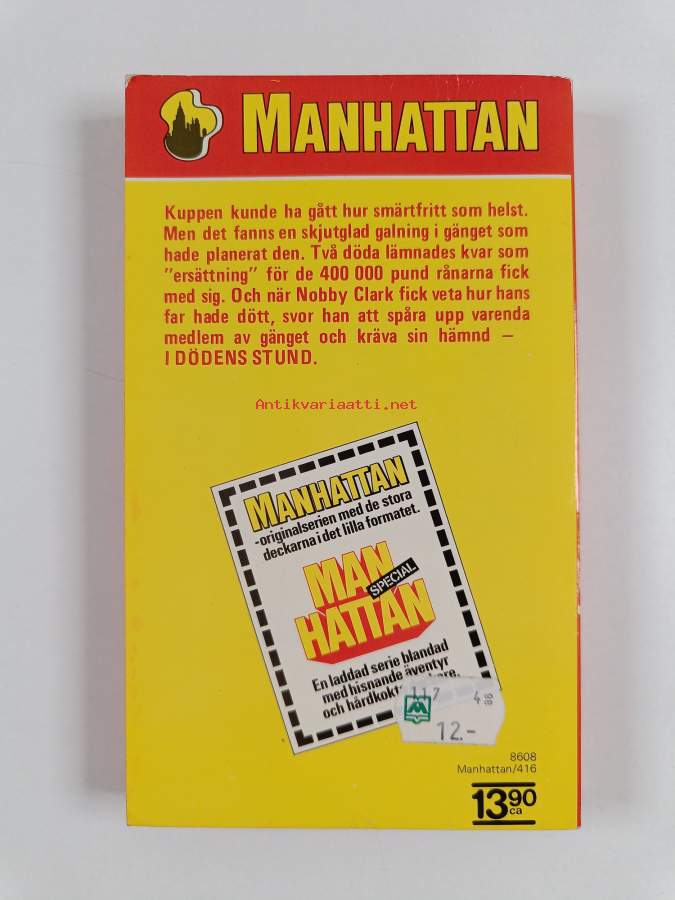 MANHATTAN
Kuppen kunde ha gått hur smärtfritt som helst.
Men det fanns en skjutglad galning i gänget som
hade planerat den. Två döda lämnades kvar som
"ersättning" för de 400 000 pund rånarna fick
med sig. Och när Nobby Clark fick veta hur hans
far hade dött, svor han att spåra upp varenda
medlem av gänget och kräva sin hämnd –
I DÖDENS STUND.
Antikvariaatti.net
MANHATTAN
-originalserien med de stora
deckarna i det lilla formatet.
MAN
SPECIAL
HATTAN
En laddad serie blandad
med hisnande äventyr
och
117 4 86
12.-
8608
Manhattan/416
13 90
ca